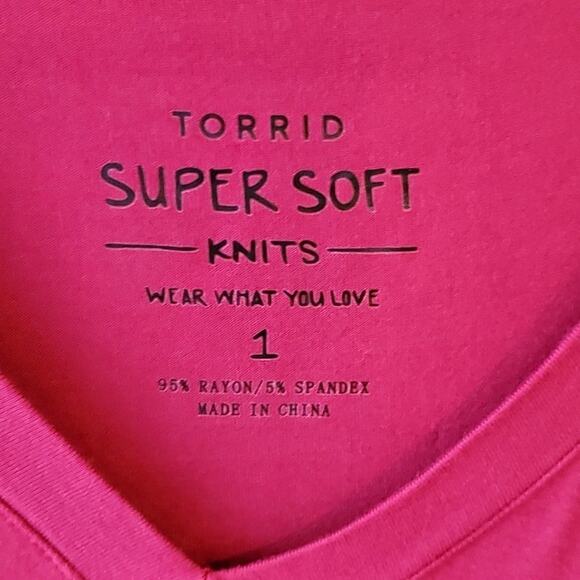 TORRID
SUPER SOFT
KNITS
WEAR WHAT YOU LOVE
1
95% RAYON/5% SPANDEX
MADE IN CHINA